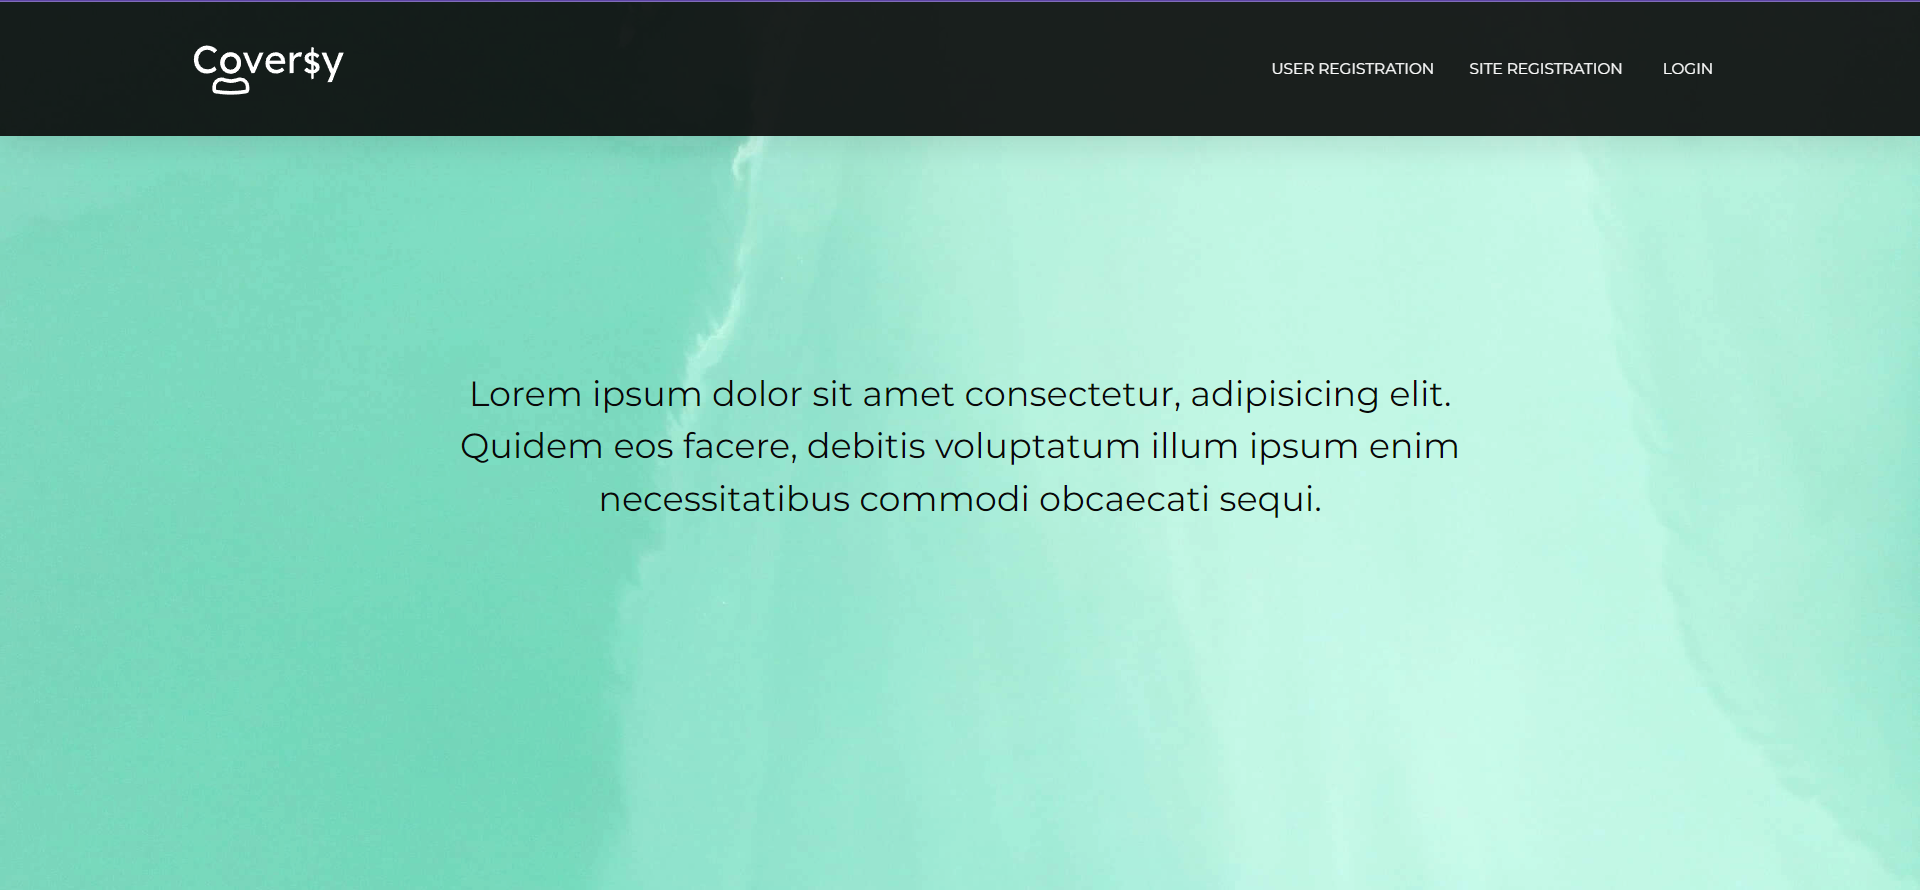 Cover$y
USER REGISTRATION
SITE REGISTRATION
LOGIN
Lorem ipsum dolor sit amet consectetur, adipisicing elit.
Quidem eos facere, debitis voluptatum illum ipsum enim
necessitatibus commodi obcaecati sequi.